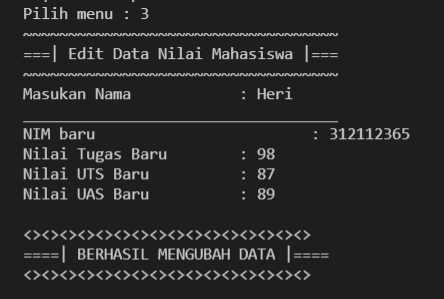 Pilih menu : 3
~~~~~~~~~~~~~~~~~~~~~~~~~~~~~~~~~~~
===| Edit Data Nilai Mahasiswa |===
~~~~~~~~~~~~~~~~~~~~~~~~~~~~~~~~~~~
Masukan Nama            : Heri
___________________________________
NIM baru                        : 312112365
Nilai Tugas Baru        : 98
Nilai UTS Baru          : 87
Nilai UAS Baru          : 89
<><><><><><><><><><><><><><><><>
====| BERHASIL MENGUBAH DATA |====
<><><><><><><><><><><><><><><><>